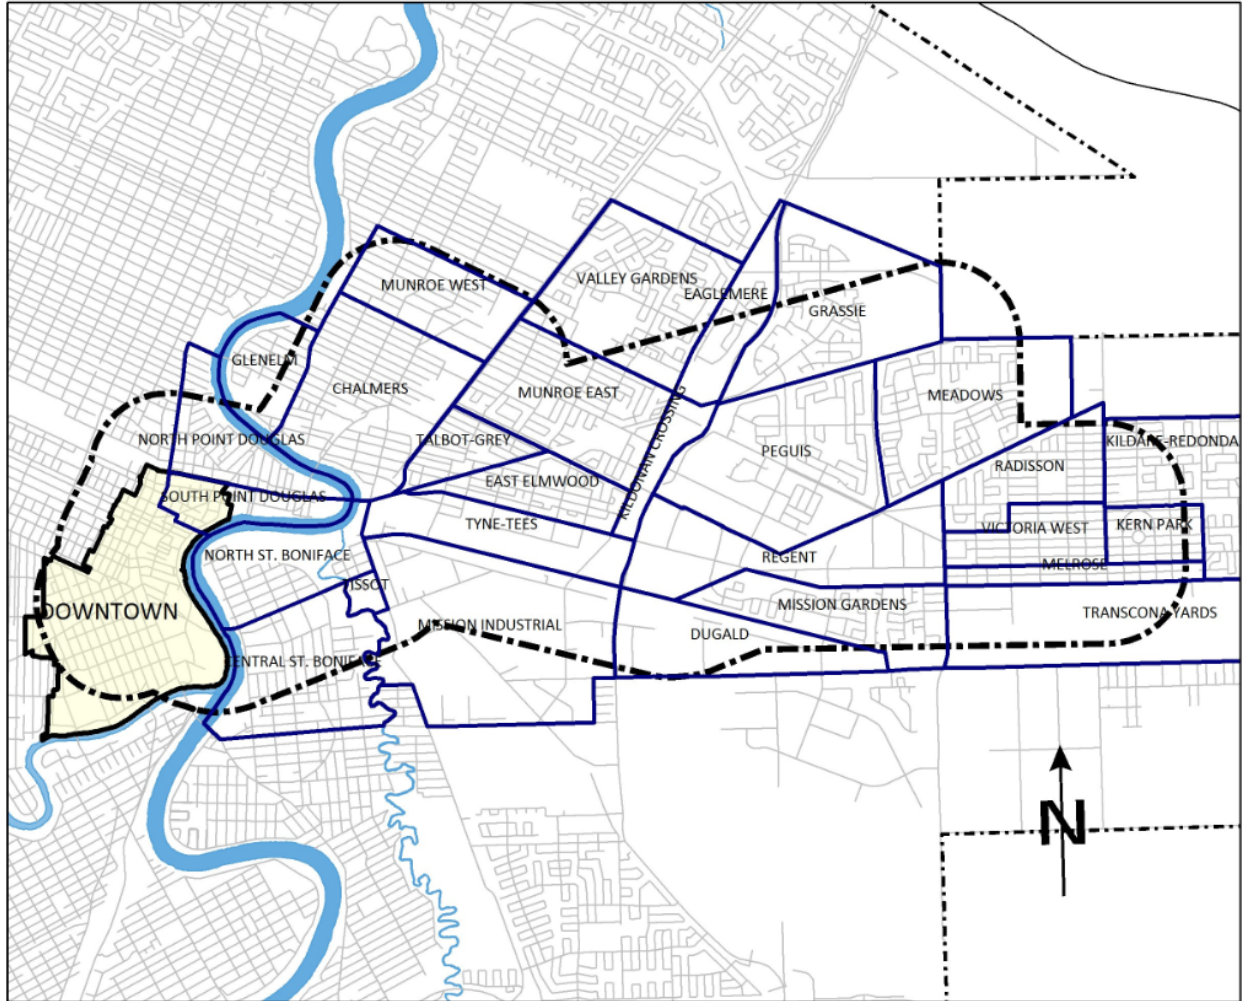 MUNROE WEST
VALLEY GARDENS
EAGLEMERE
GRASSIE
GLENELM
CHALMERS
MUNROE EAST
MEADOWS
NORTH POINT DOUGLAS
TALBOT-GREY
KILDONAN CROSSING
PEGUIS
KILDARE-REDONDA
RADISSON
SOUTH POINT DOUGLAS
EAST ELMWOOD
TYNE-TEES
VICTORIA WEST
KERN PARK
NORTH ST. BONIFACE
REGENT
MELROSE
TISSOT
DOWNTOWN
MISSION INDUSTRIAL
MISSION GARDENS
TRANSCONA YARDS
DUGALD
CENTRAL ST. BONIFACE
N